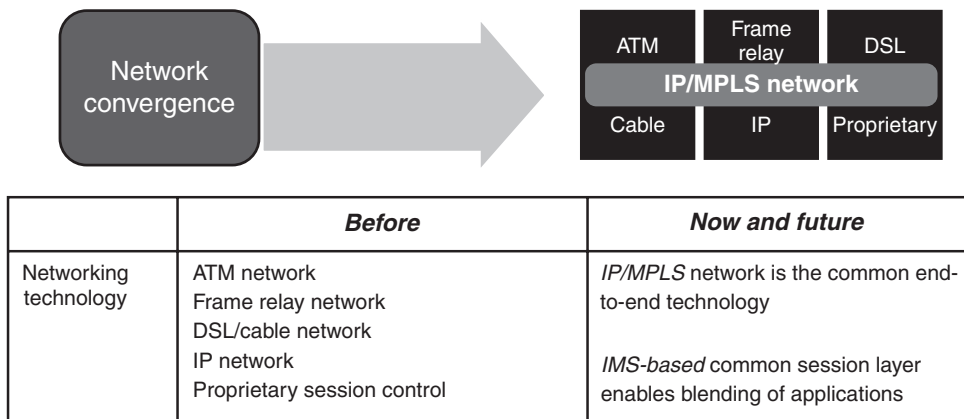 Network
convergence
ATM
Frame
relay
DSL
IP/MPLS network
Cable
IP
Proprietary
Before
Now and future
Networking
technology
ATM network
Frame relay network
DSL/cable network
IP network
Proprietary session control
IP/MPLS network is the common end-
to-end technology
IMS-based common session layer
enables blending of applications